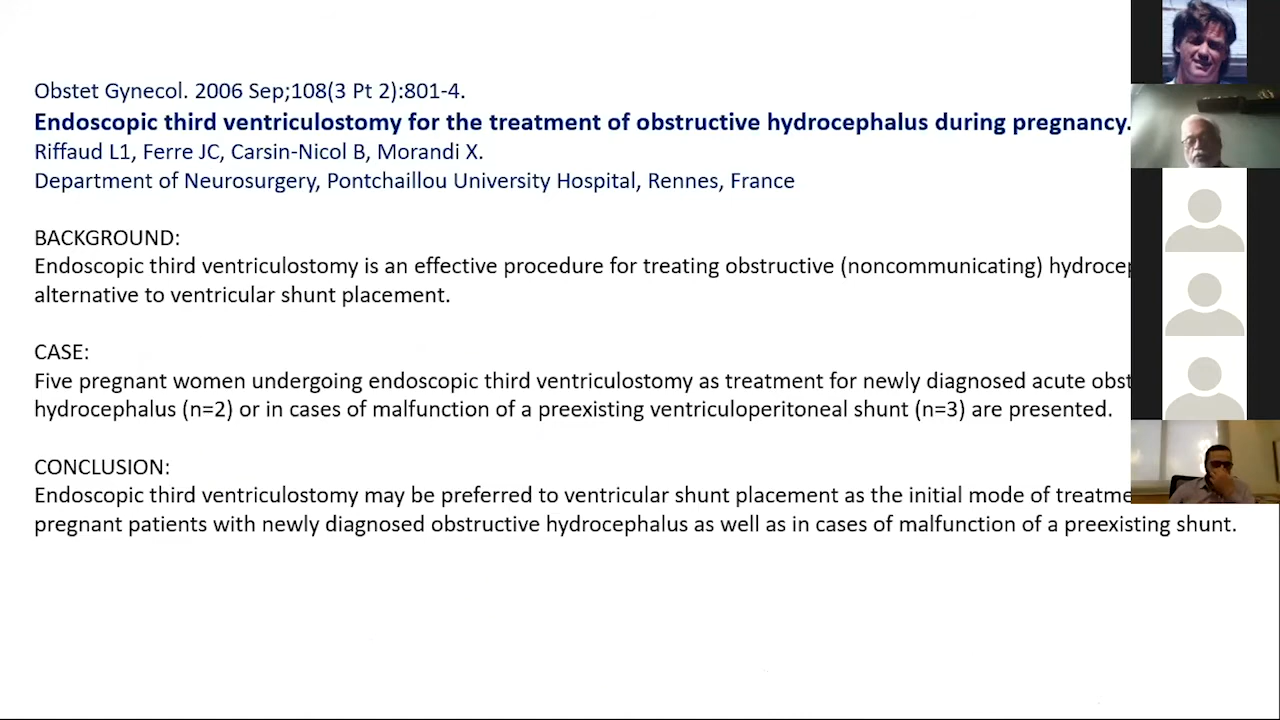 Obstet Gynecol. 2006 Sep;108(3 Pt 2):801-4.
Endoscopic third ventriculostomy for the treatment of obstructive hydrocephalus during pregnancy.
Riffaud L1, Ferre JC, Carsin-Nicol B, Morandi X.
Department of Neurosurgery, Pontchaillou University Hospital, Rennes, France
BACKGROUND:
Endoscopic third ventriculostomy is an effective procedure for treating obstructive (noncommunicating)
alternative to ventricular shunt placement.
CASE:
Five pregnant women undergoing endoscopic third ventriculostomy as treatment for newly diagnosed acute
hydrocephalus (n=2) or in cases of malfunction of a preexisting ventriculoperitoneal shunt (n=3) are presented.
CONCLUSION:
Endoscopic third ventriculostomy may be preferred to ventricular shunt placement as the initial mode of
pregnant patients with newly diagnosed obstructive hydrocephalus as well as in cases of malfunction of a preexisting shunt.